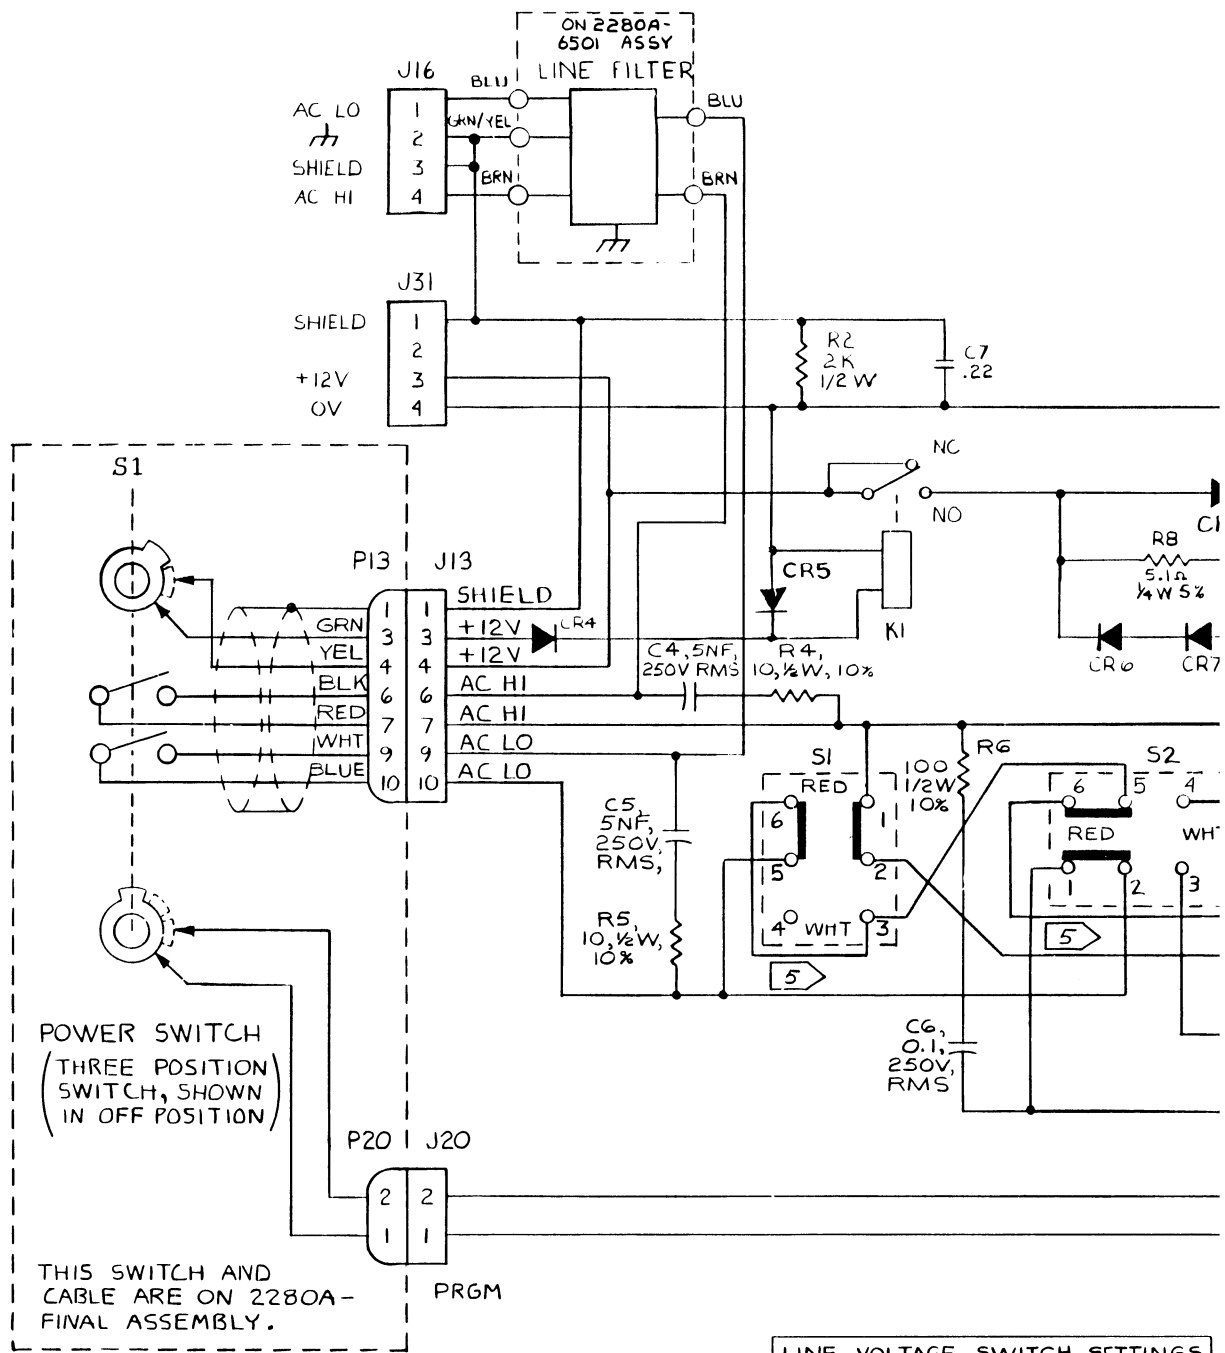 ON 2280A-
6501 ASSY
LINE FILTER
J16
BLU
BLU
AC LO
1
GRN/YEL
2
SHIELD
3
BRN
BRN
AC HI
4
J31
SHIELD
1
2
+12V
3
0V
4
R2
2K
1/2W
C7
.22
S1
NC
NO
R8
5.1Ω
¼W 5%
P13
J13
CR5
K1
CR6
CR7
1
1
SHIELD
GRN
3
3
+12V
CR4
YEL
4
4
+12V
C4, 5NF,
250V RMS
R4,
10, ½W, 10%
BLK
6
6
AC HI
RED
7
7
AC HI
WHT
9
9
AC LO
BLUE
10
10
AC LO
C5,
5NF,
250V,
RMS,
S1
RED
6
1
5
2
4
WHT
3
5
R6
100
1/2W
10%
S2
6
5
4
RED
WH
1
2
3
5
R5,
10, ½W,
10%
C6,
0.1,
250V,
RMS
POWER SWITCH
(THREE POSITION
SWITCH, SHOWN
IN OFF POSITION)
P20
J20
2
2
1
1
PRGM
THIS SWITCH AND
CABLE ARE ON 2280A-
FINAL ASSEMBLY.
LINE VOLTAGE SWITCH SETTINGS